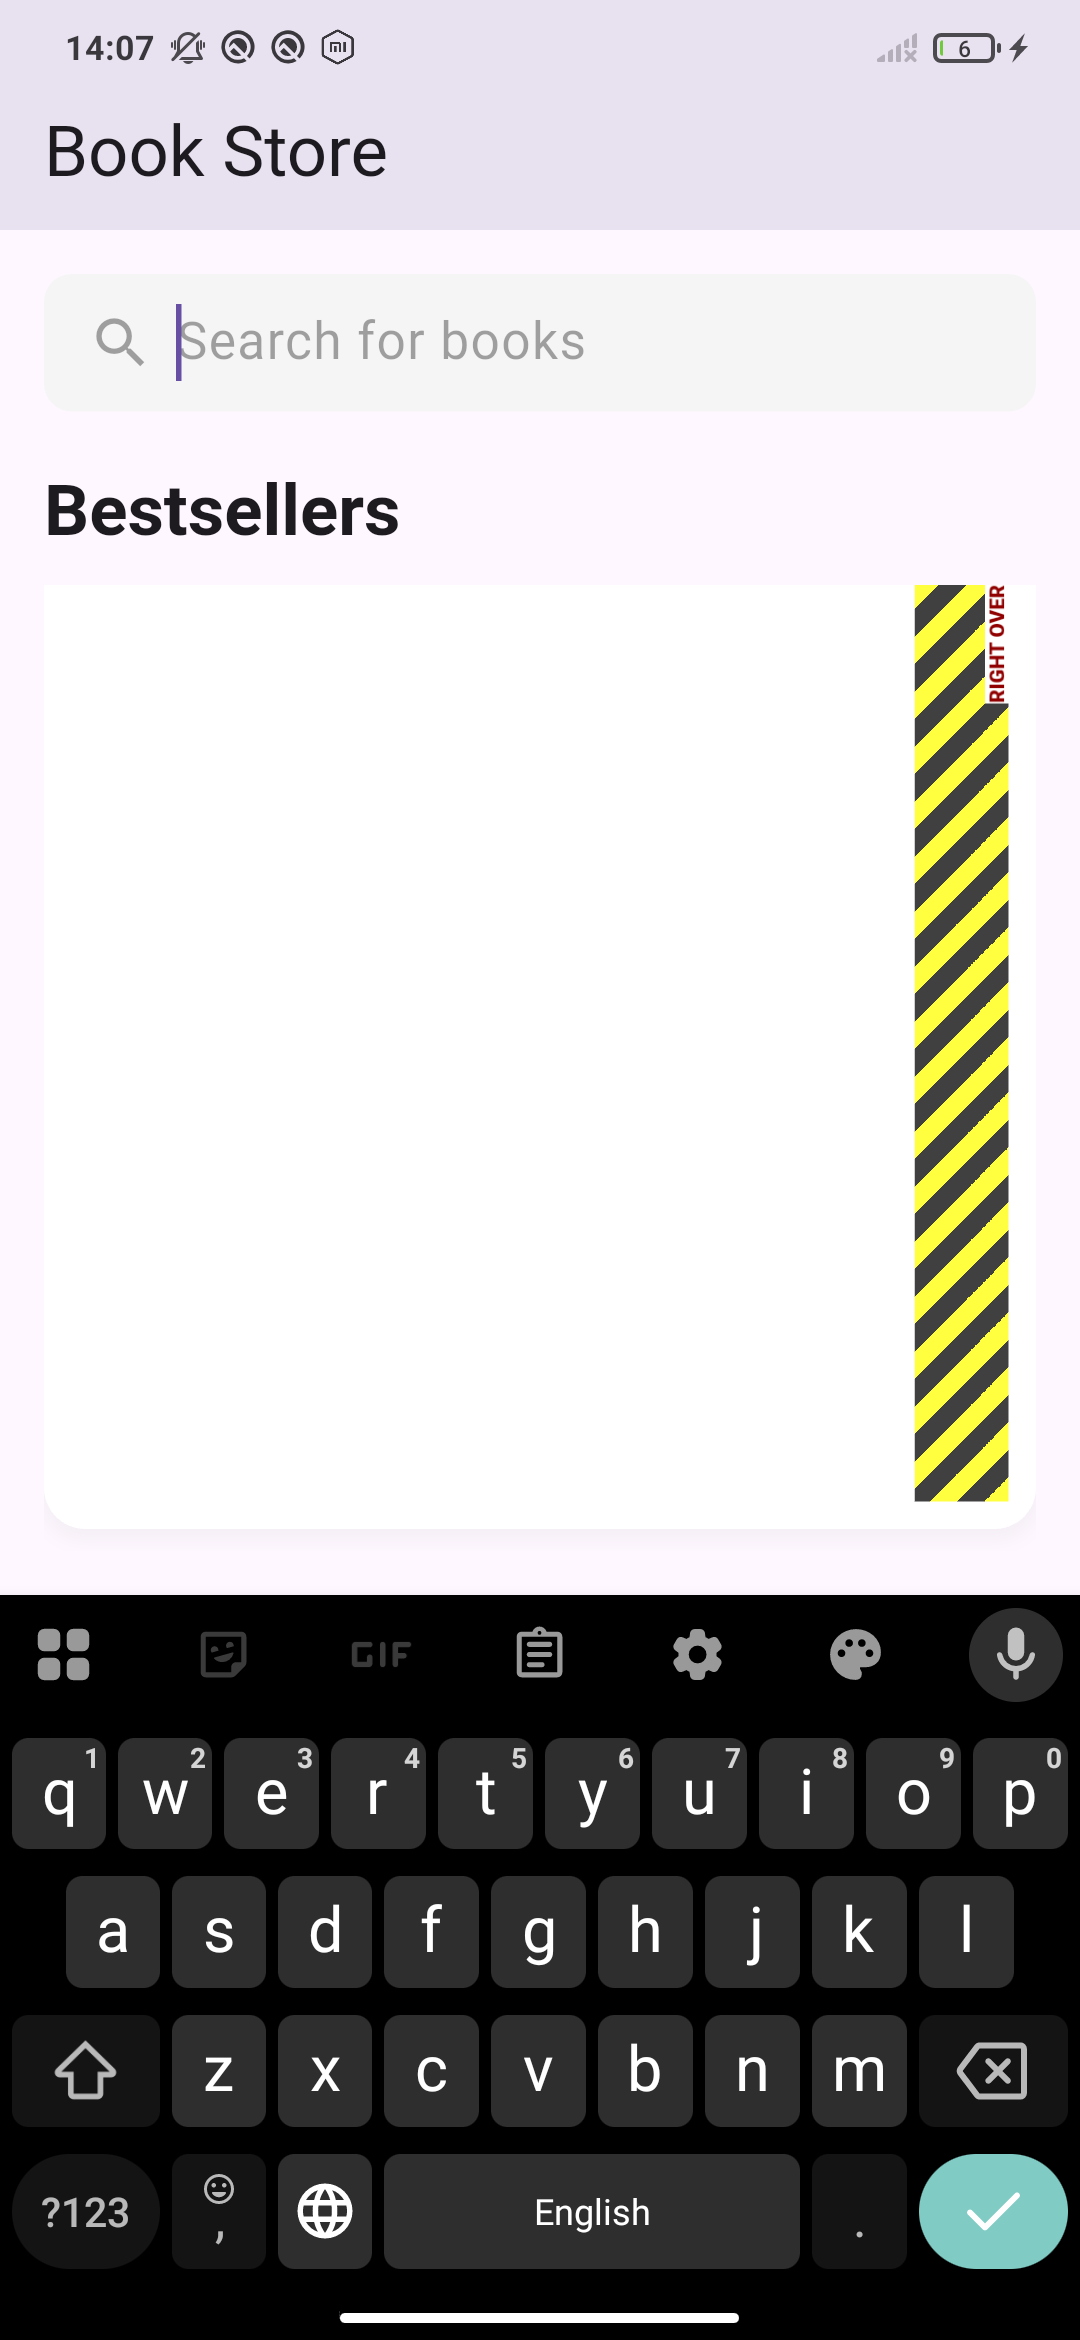 14:07
6
Book Store
Search for books
Bestsellers
RIGHT OVER
GIF
q 1 w 2 e 3 r 4 t 5 y 6 u 7 i 8 o 9 p 0
a s d f g h j k l
z x c v b n m
?123 , English .